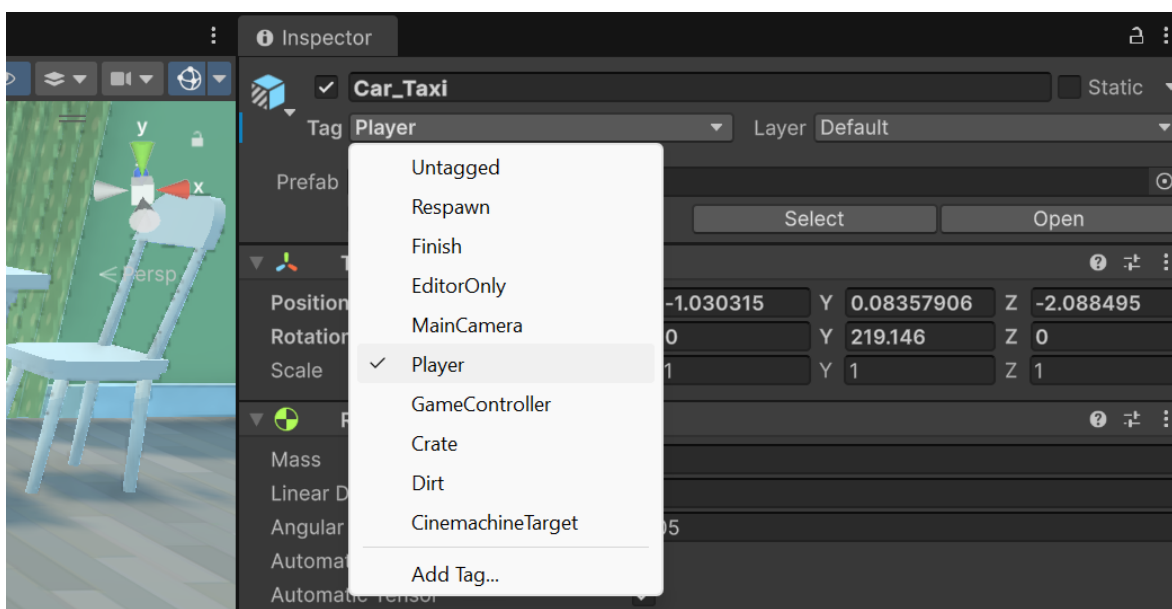 Inspector
Car_Taxi
Static
Tag Player Layer Default
Untagged
Prefab
Respawn
Select Open
Finish
y
x
Persp
EditorOnly
Position -1.030315 Y 0.08357906 Z -2.088495
MainCamera
Rotation 0 Y 219.146 Z 0
Player
Scale 1 Y 1 Z 1
GameController
Crate
Mass
Dirt
Linear D
CinemachineTarget
Angular 05
Automat
Add Tag...
Automatic Tensor